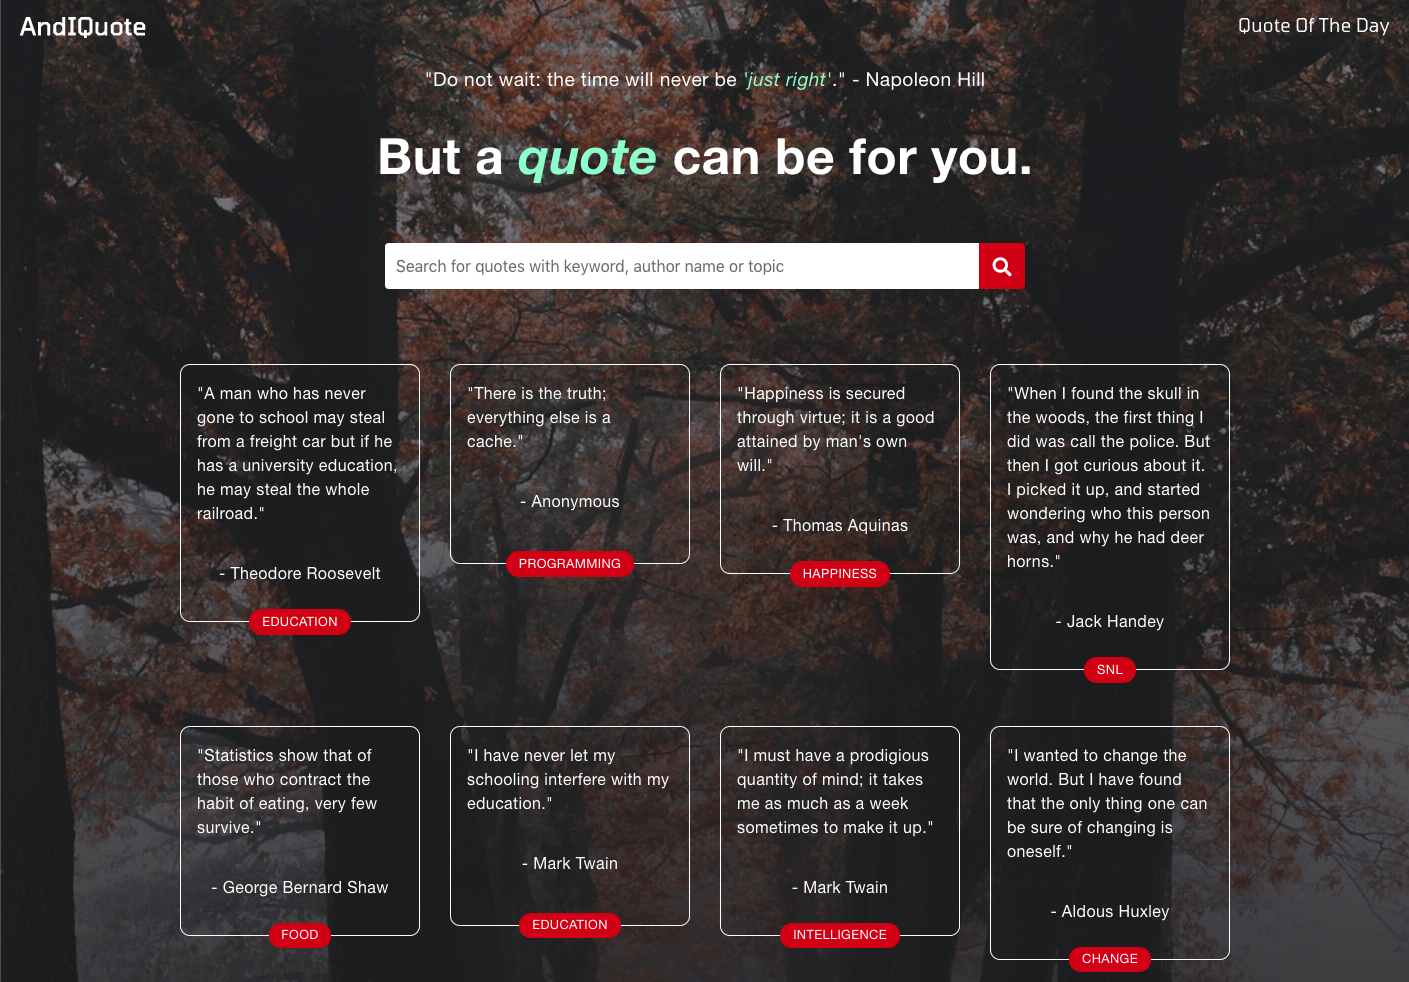 AndIQuote
Quote Of The Day
"Do not wait: the time will never be 'just right'." - Napoleon Hill
But a quote can be for you.
Search for quotes with keyword, author name or topic
"A man who has never
gone to school may steal
from a freight car but if he
has a university education,
he may steal the whole
railroad."
- Theodore Roosevelt
EDUCATION
"There is the truth;
everything else is a
cache."
- Anonymous
PROGRAMMING
"Happiness is secured
through virtue; it is a good
attained by man's own
will."
- Thomas Aquinas
HAPPINESS
"When I found the skull in
the woods, the first thing I
did was call the police. But
then I got curious about it.
I picked it up, and started
wondering who this person
was, and why he had deer
horns."
- Jack Handey
SNL
"Statistics show that of
those who contract the
habit of eating, very few
survive."
- George Bernard Shaw
FOOD
"I have never let my
schooling interfere with my
education."
- Mark Twain
EDUCATION
"I must have a prodigious
quantity of mind; it takes
me as much as a week
sometimes to make it up."
- Mark Twain
INTELLIGENCE
"I wanted to change the
world. But I have found
that the only thing one can
be sure of changing is
oneself."
- Aldous Huxley
CHANGE